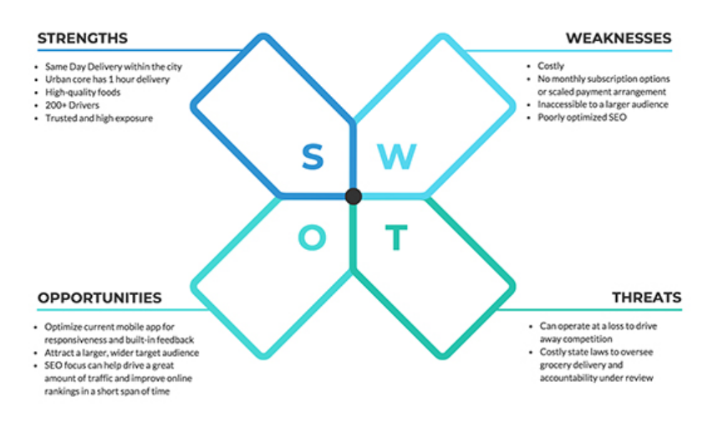 STRENGTHS
• Same Day Delivery within the city
• Urban core has 1 hour delivery
• High-quality foods
• 200+ Drivers
• Trusted and high exposure
WEAKNESSES
• Costly
• No monthly subscription options
or scaled payment arrangement
• Inaccessible to a larger audience
• Poorly optimized SEO
S
W
O
T
OPPORTUNITIES
• Optimize current mobile app for
responsiveness and built-in feedback
• Attract a larger, wider target audience
• SEO focus can help drive a great
amount of traffic and improve online
rankings in a short span of time
THREATS
• Can operate at a loss to drive
away competition
• Costly state laws to oversee
grocery delivery and
accountability under review